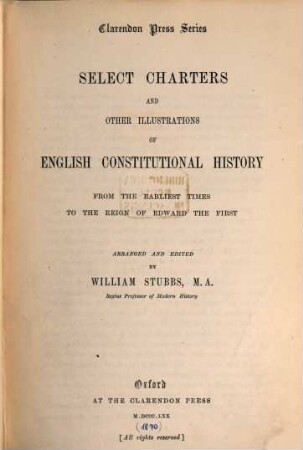 Clarendon Press Series
SELECT CHARTERS
AND
OTHER ILLUSTRATIONS
OF
ENGLISH CONSTITUTIONAL HISTORY
FROM THE EARLIEST TIMES
TO THE REIGN OF EDWARD THE FIRST
ARRANGED AND EDITED
BY
WILLIAM STUBBS, M.A.
Regius Professor of Modern History
Oxford
AT THE CLARENDON PRESS
M.DCCC.LXX
(1870)
[All rights reserved]